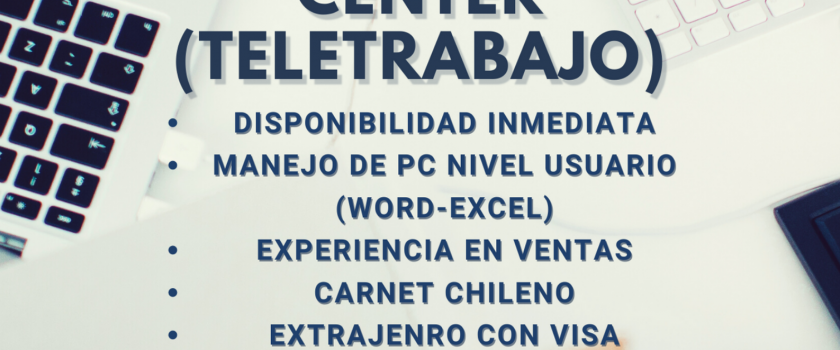 CENTER
(TELETRABAJO)
• DISPONIBILIDAD INMEDIATA
• MANEJO DE PC NIVEL USUARIO
(WORD-EXCEL)
• EXPERIENCIA EN VENTAS
• CARNET CHILENO
• EXTRAJENRO CON VISA